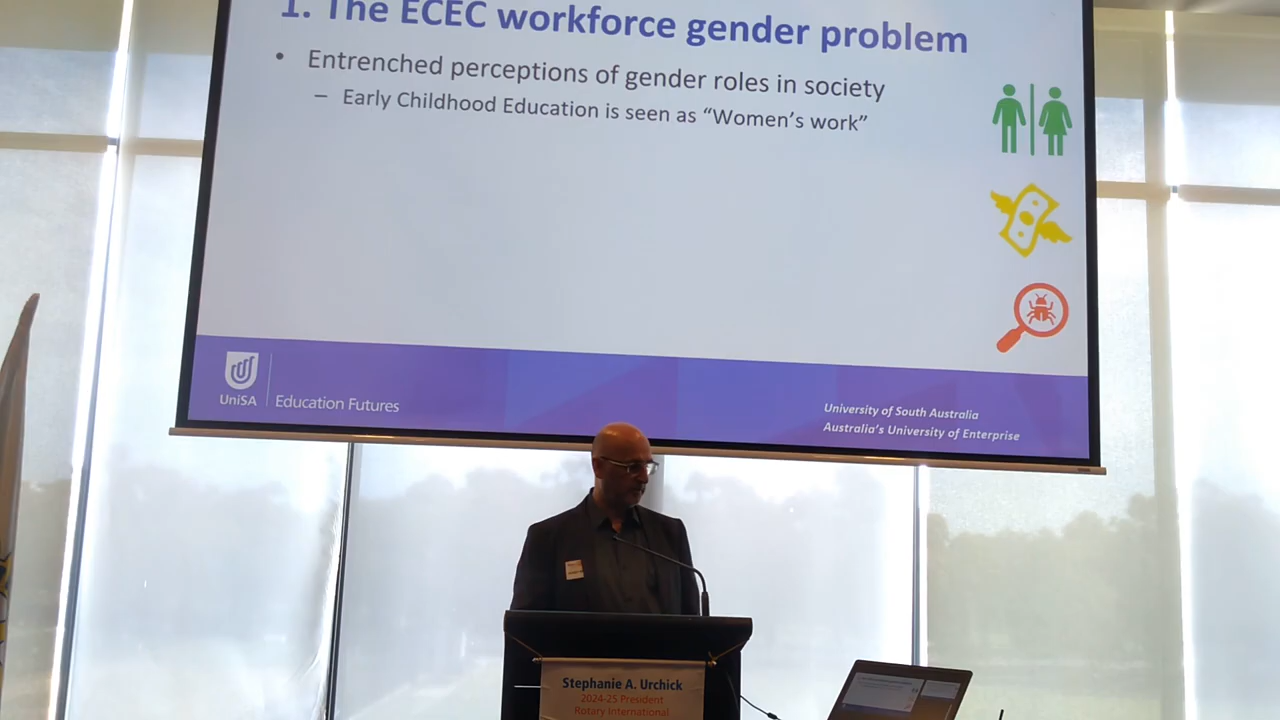 1. The ECEC workforce gender problem
• Entrenched perceptions of gender roles in society
– Early Childhood Education is seen as “Women’s work”
UniSA
Education Futures
University of South Australia
Australia’s University of Enterprise
Stephanie A. Urchick
2024-25 President
Rotary International